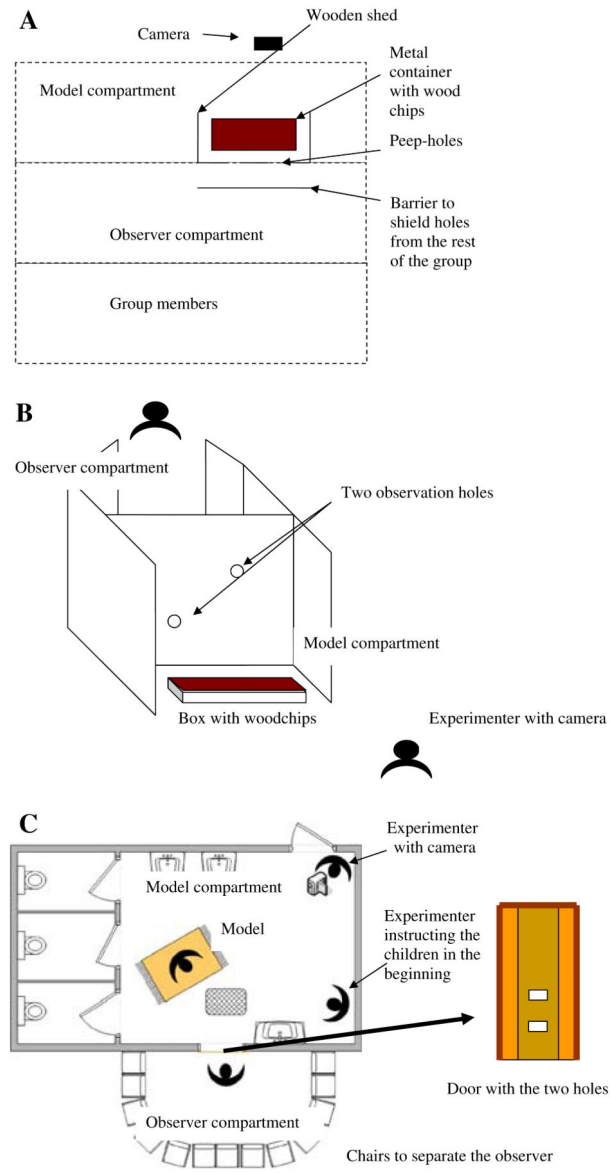 A
Wooden shed
Camera
Metal
container
with wood
chips
Model compartment
Peep-holes
Barrier to
shield holes
from the rest
of the group
Observer compartment
Group members
B
Observer compartment
Two observation holes
Model compartment
Box with woodchips
Experimenter with camera
C
Experimenter
with camera
Model compartment
Model
Experimenter
instructing the
children in the
beginning
Door with the two holes
Observer compartment
Chairs to separate the observer